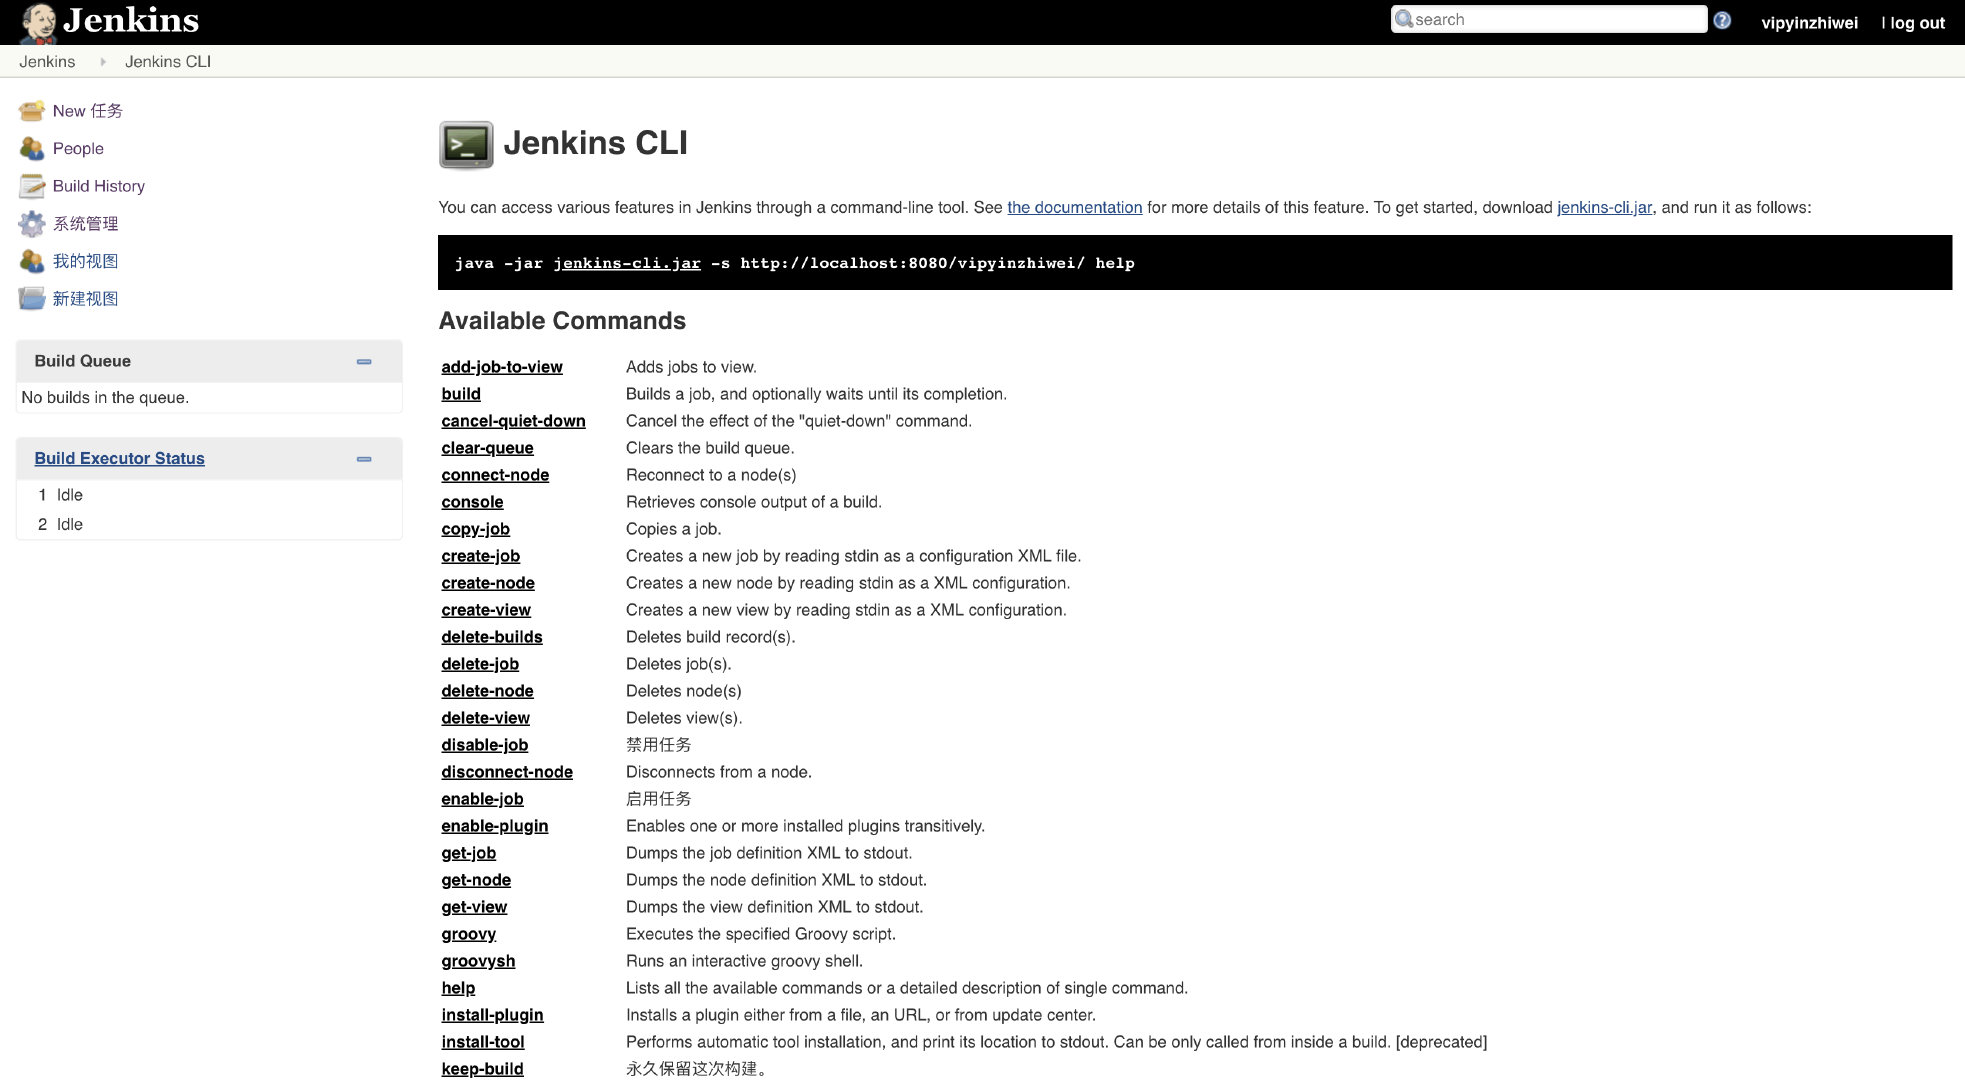 Jenkins
search
vipyinzhiwei | log out
Jenkins Jenkins CLI
New 任务
People
Build History
系统管理
我的视图
新建视图
Build Queue
No builds in the queue.
Build Executor Status
1 Idle
2 Idle
Jenkins CLI
You can access various features in Jenkins through a command-line tool. See the documentation for more details of this feature. To get started, download jenkins-cli.jar, and run it as follows:
java -jar jenkins-cli.jar -s http://localhost:8080/vipyinzhiwei/ help
Available Commands
add-job-to-view Adds jobs to view.
build Builds a job, and optionally waits until its completion.
cancel-quiet-down Cancel the effect of the "quiet-down" command.
clear-queue Clears the build queue.
connect-node Reconnect to a node(s)
console Retrieves console output of a build.
copy-job Copies a job.
create-job Creates a new job by reading stdin as a configuration XML file.
create-node Creates a new node by reading stdin as a XML configuration.
create-view Creates a new view by reading stdin as a XML configuration.
delete-builds Deletes build record(s).
delete-job Deletes job(s).
delete-node Deletes node(s)
delete-view Deletes view(s).
disable-job 禁用任务
disconnect-node Disconnects from a node.
enable-job 启用任务
enable-plugin Enables one or more installed plugins transitively.
get-job Dumps the job definition XML to stdout.
get-node Dumps the node definition XML to stdout.
get-view Dumps the view definition XML to stdout.
groovy Executes the specified Groovy script.
groovysh Runs an interactive groovy shell.
help Lists all the available commands or a detailed description of single command.
install-plugin Installs a plugin either from a file, an URL, or from update center.
install-tool Performs automatic tool installation, and print its location to stdout. Can be only called from inside a build. [deprecated]
keep-build 永久保留这次构建。